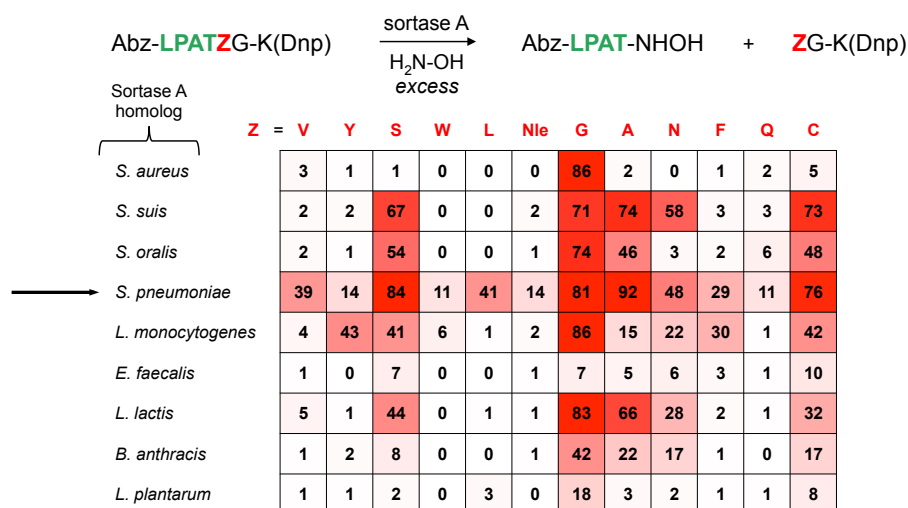 Abz-LPATZG-K(Dnp) sortase A H2N-OH excess Abz-LPAT-NHOH + ZG-K(Dnp)
Sortase A homolog
Z = V Y S W L Nle G A N F Q C
S. aureus 3 1 1 0 0 0 86 2 0 1 2 5
S. suis 2 2 67 0 0 2 71 74 58 3 3 73
S. oralis 2 1 54 0 0 1 74 46 3 2 6 48
S. pneumoniae 39 14 84 11 41 14 81 92 48 29 11 76
L. monocytogenes 4 43 41 6 1 2 86 15 22 30 1 42
E. faecalis 1 0 7 0 0 1 7 5 6 3 1 10
L. lactis 5 1 44 0 1 1 83 66 28 2 1 32
B. anthracis 1 2 8 0 0 1 42 22 17 1 0 17
L. plantarum 1 1 2 0 3 0 18 3 2 1 1 8